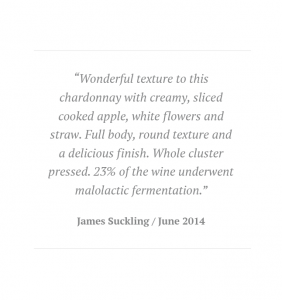 “Wonderful texture to this
chardonnay with creamy, sliced
cooked apple, white flowers and
straw. Full body, round texture and
a delicious finish. Whole cluster
pressed. 23% of the wine underwent
malolactic fermentation.”
James Suckling / June 2014